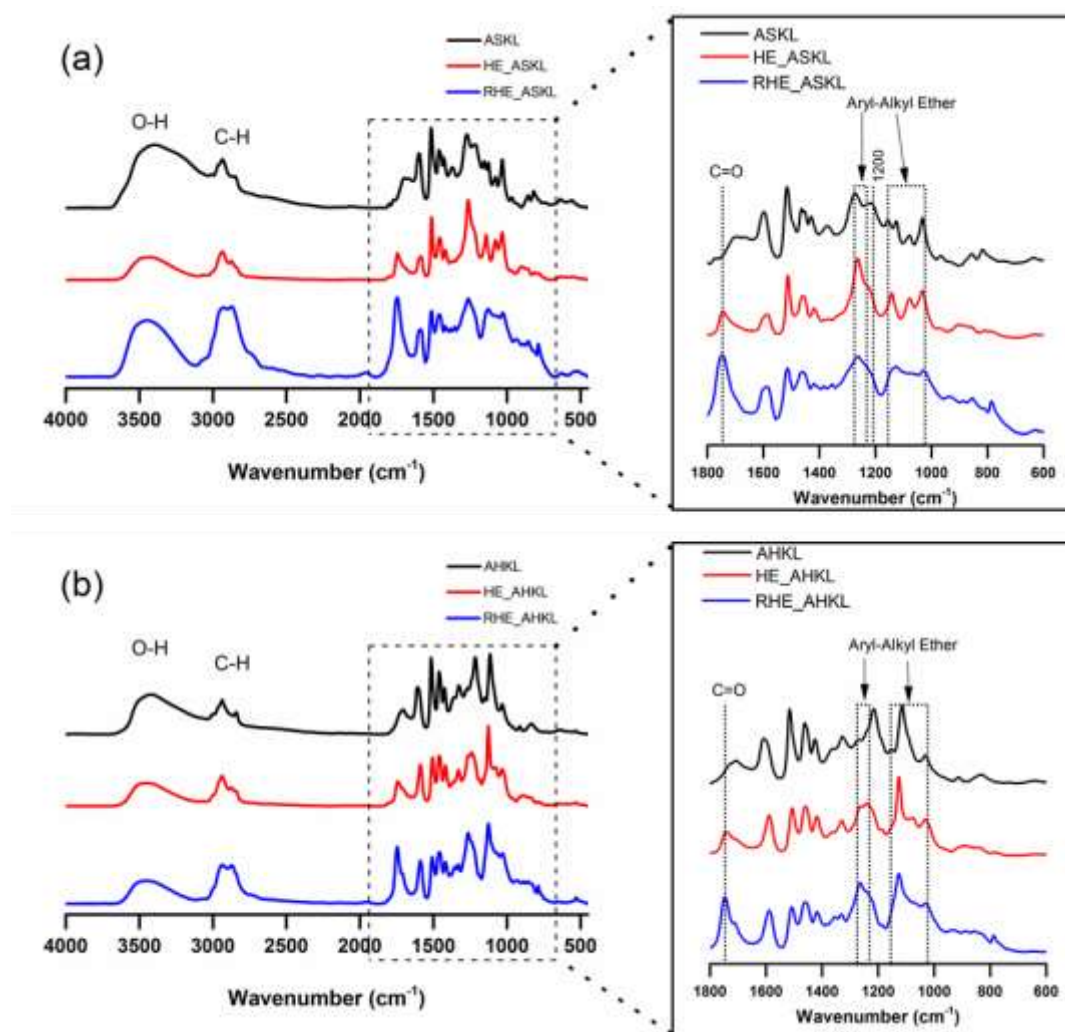 (a)
ASKL
HE_ASKL
RHE_ASKL
O-H
C-H
4000 3500 3000 2500 2000 1500 1000 500
Wavenumber (cm⁻¹)
ASKL
HE_ASKL
RHE_ASKL
Aryl-Alkyl Ether
1200
C=O
1800 1600 1400 1200 1000 800 600
Wavenumber (cm⁻⁵)
(b)
AHKL
HE_AHKL
RHE_AHKL
O-H
C-H
4000 3500 3000 2500 2000 1500 1000 500
Wavenumber (cm⁻¹)
AHKL
HE_AHKL
RHE_AHKL
Aryl-Alkyl Ether
C=O
1800 1600 1400 1200 1000 800 600
Wavenumber (cm⁻¹)